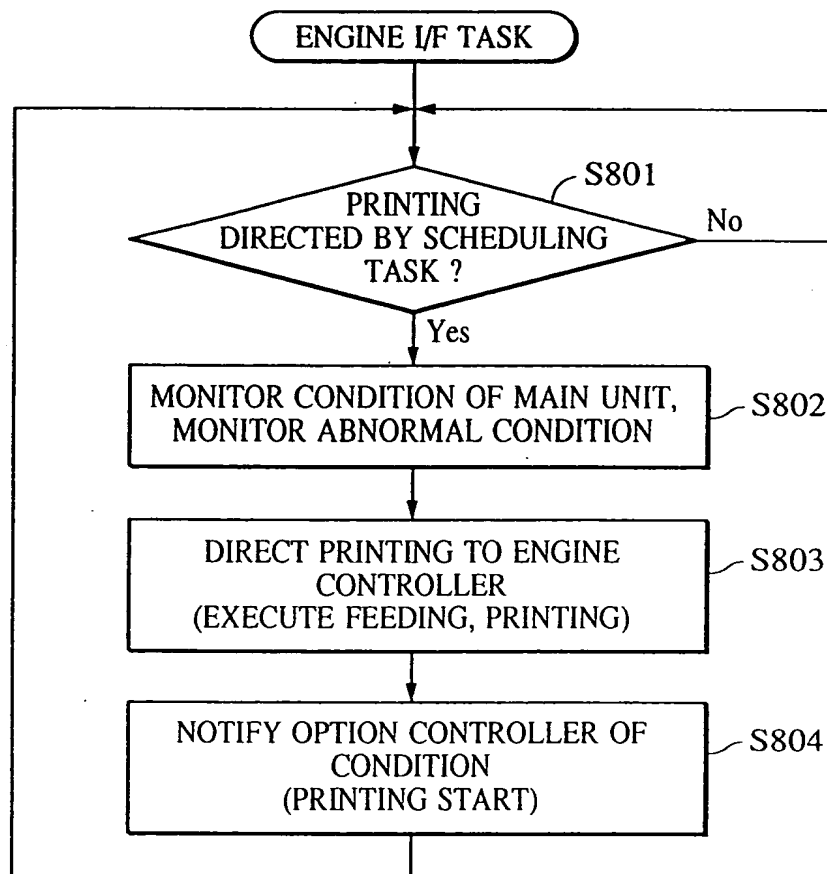 ENGINE I/F TASK
S801
PRINTING
DIRECTED BY SCHEDULING
TASK ?
No
Yes
MONITOR CONDITION OF MAIN UNIT,
MONITOR ABNORMAL CONDITION
S802
DIRECT PRINTING TO ENGINE
CONTROLLER
(EXECUTE FEEDING, PRINTING)
S803
NOTIFY OPTION CONTROLLER OF
CONDITION
(PRINTING START)
S804